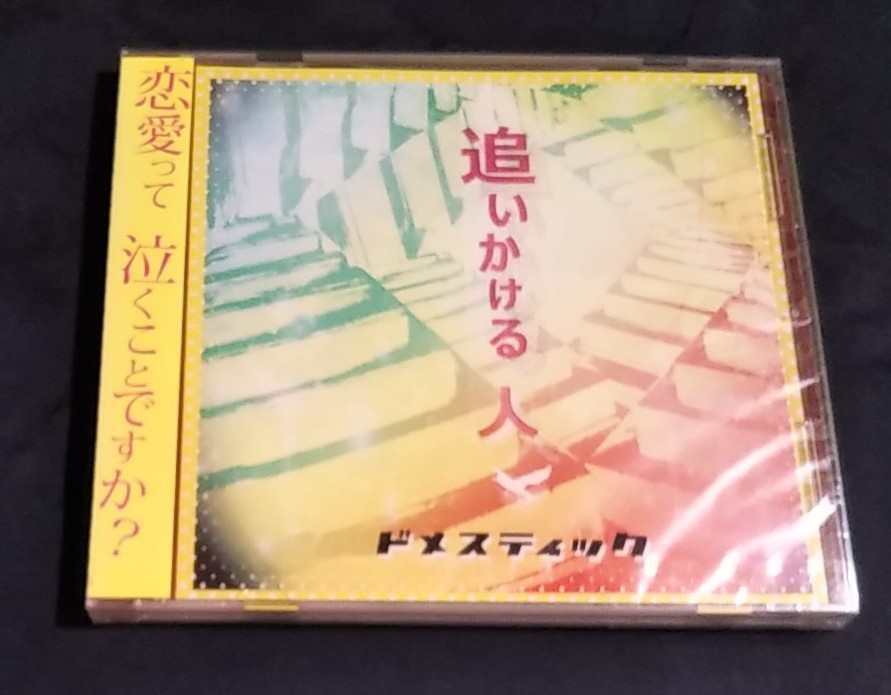 恋愛って 泣くことですか?
追いかける人
ドメスティック